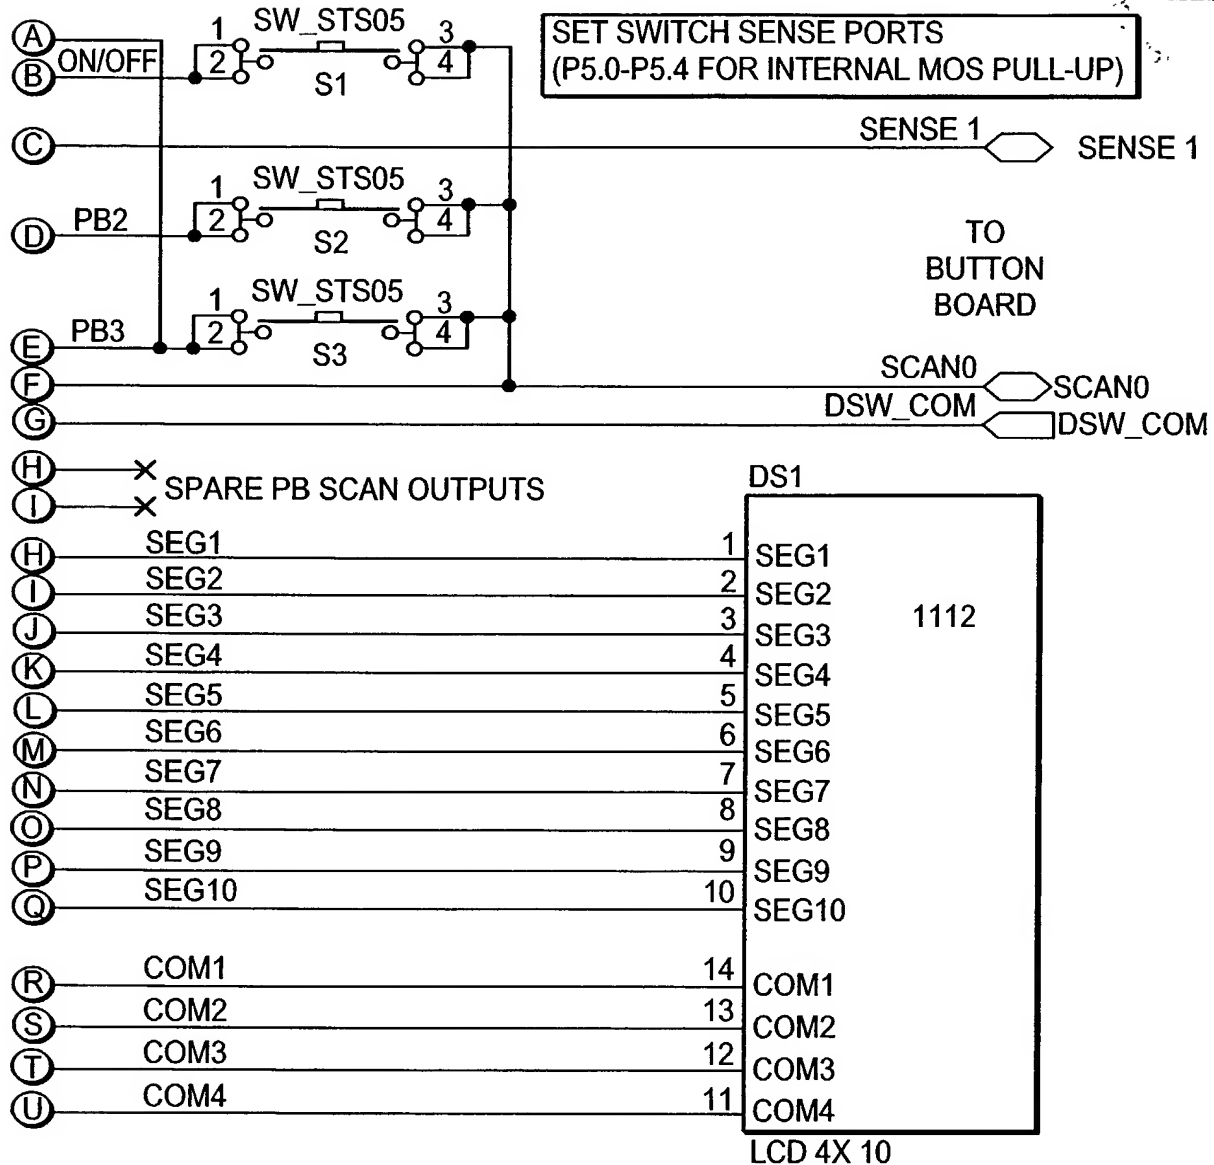 A
1 SW_STS05 3
SET SWITCH SENSE PORTS
(P5.0-P5.4 FOR INTERNAL MOS PULL-UP)
ON/OFF
B
2 4
S1
C
SENSE 1
SENSE 1
1 SW_STS05 3
D
PB2
2 4
S2
TO
BUTTON
BOARD
1 SW_STS05 3
E
PB3
2 4
S3
F
SCAN0
SCAN0
G
DSW_COM
DSW_COM
H
I
SPARE PB SCAN OUTPUTS
DS1
H SEG1 1 SEG1
I SEG2 2 SEG2
1112
J SEG3 3 SEG3
K SEG4 4 SEG4
L SEG5 5 SEG5
M SEG6 6 SEG6
N SEG7 7 SEG7
O SEG8 8 SEG8
P SEG9 9 SEG9
Q SEG10 10 SEG10
R COM1 14 COM1
S COM2 13 COM2
T COM3 12 COM3
U COM4 11 COM4
LCD 4X 10